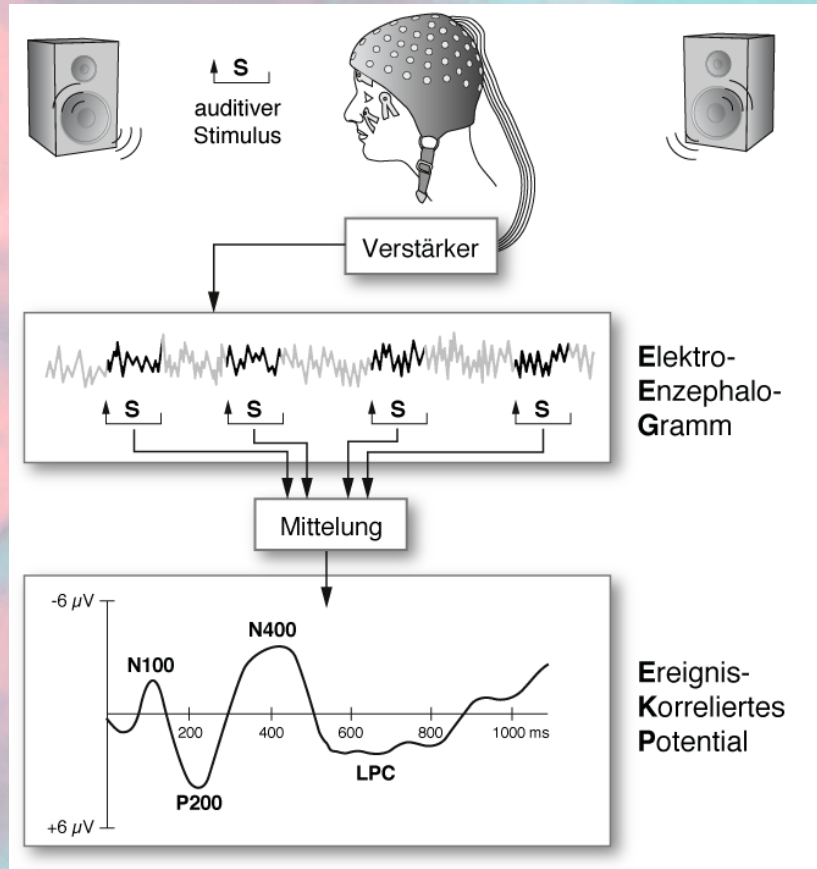 S
auditiver
Stimulus
Verstärker
S
S
S
S
Elektro-
Enzephalo-
Gramm
Mittelung
-6 µV
N400
N100
200
400
600
800
1000 ms
LPC
P200
+6 µV
Ereignis-
Korreliertes
Potential